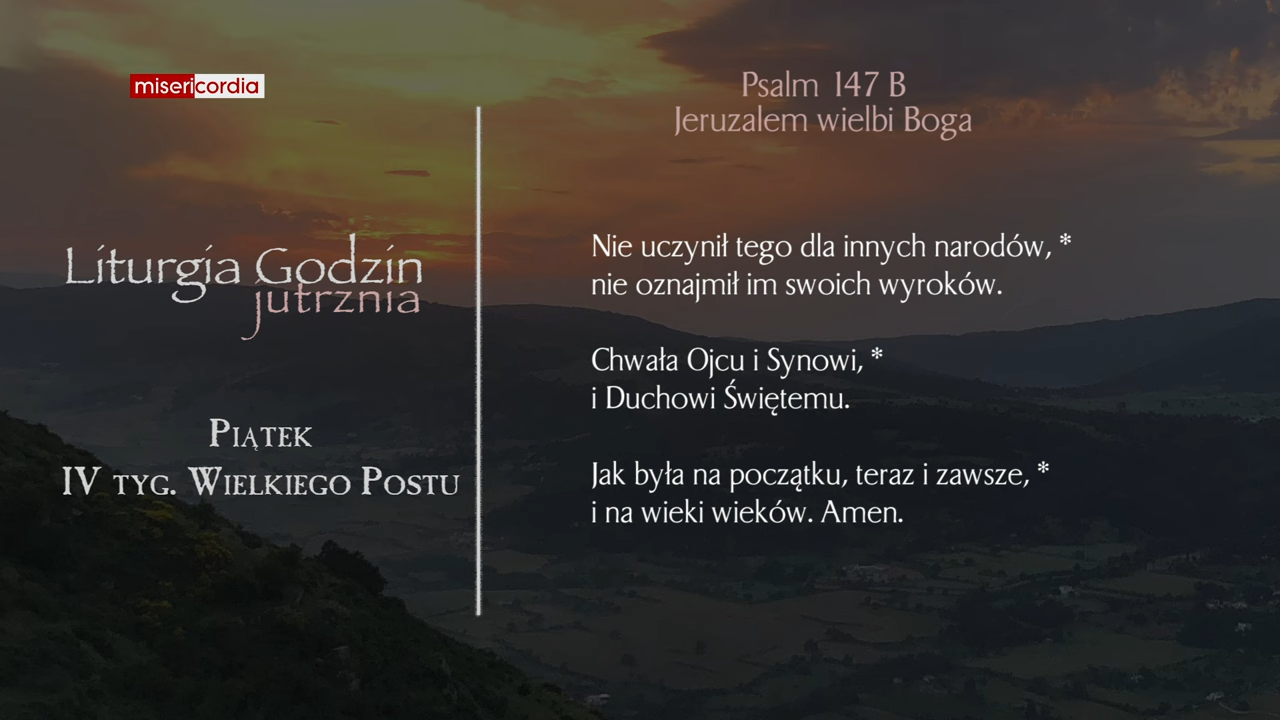 misericordia
Liturgia Godzin
jutrznia
Piątek
IV tyg. Wielkiego Postu
Psalm 147 B
Jeruzalem wielbi Boga
Nie uczynił tego dla innych narodów, *
nie oznajmił im swoich wyroków.
Chwała Ojcu i Synowi, *
i Duchowi Świętemu.
Jak była na początku, teraz i zawsze, *
i na wieki wieków. Amen.